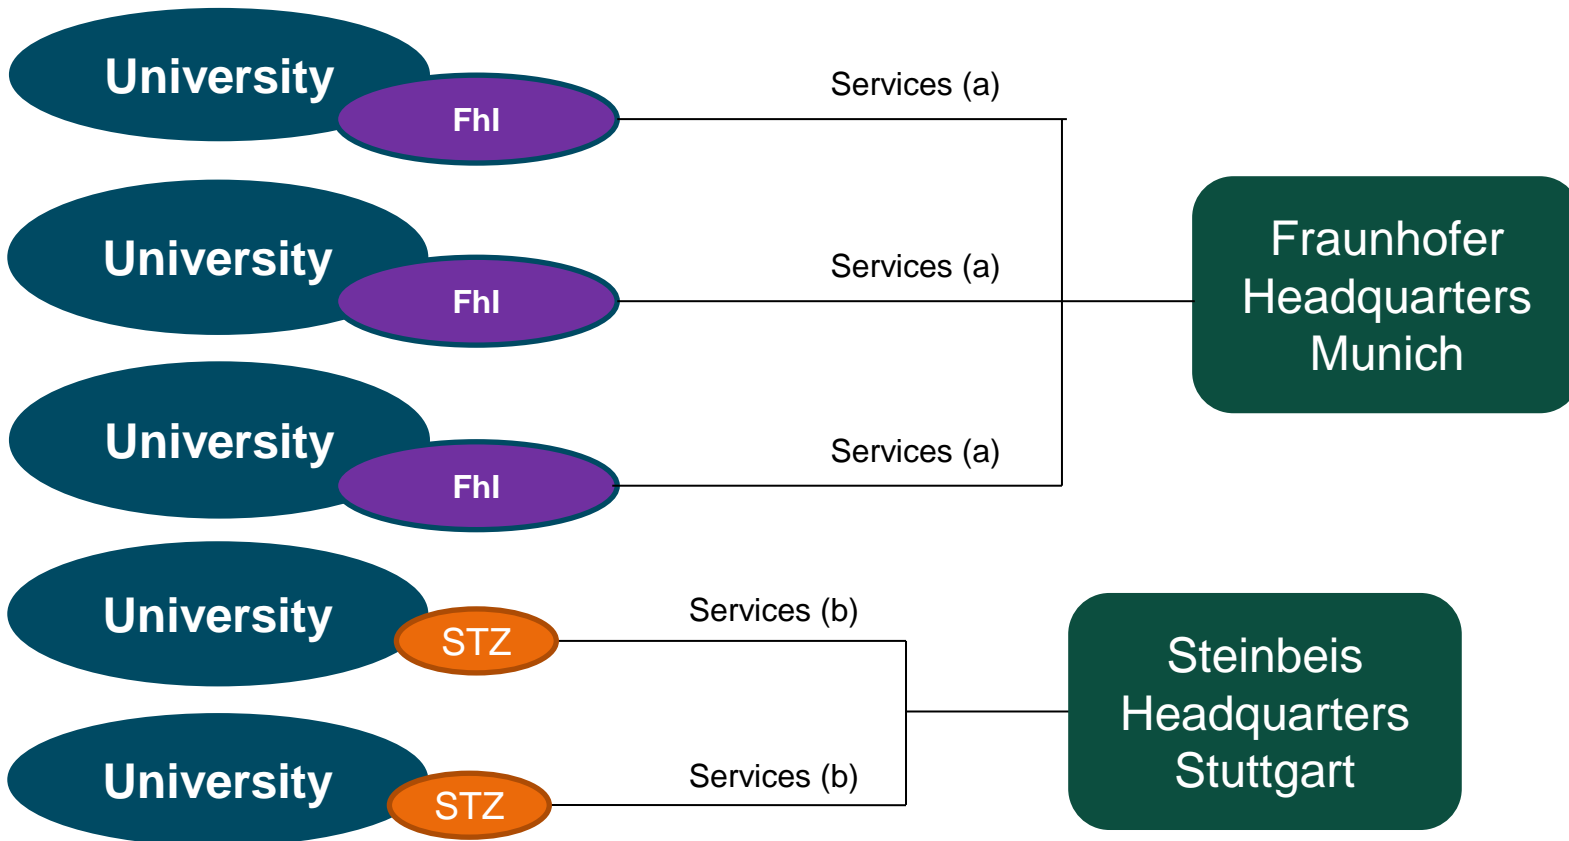 University
FhI
Services (a)
University
FhI
Services (a)
Fraunhofer
Headquarters
Munich
University
FhI
Services (a)
University
STZ
Services (b)
Steinbeis
Headquarters
Stuttgart
University
STZ
Services (b)